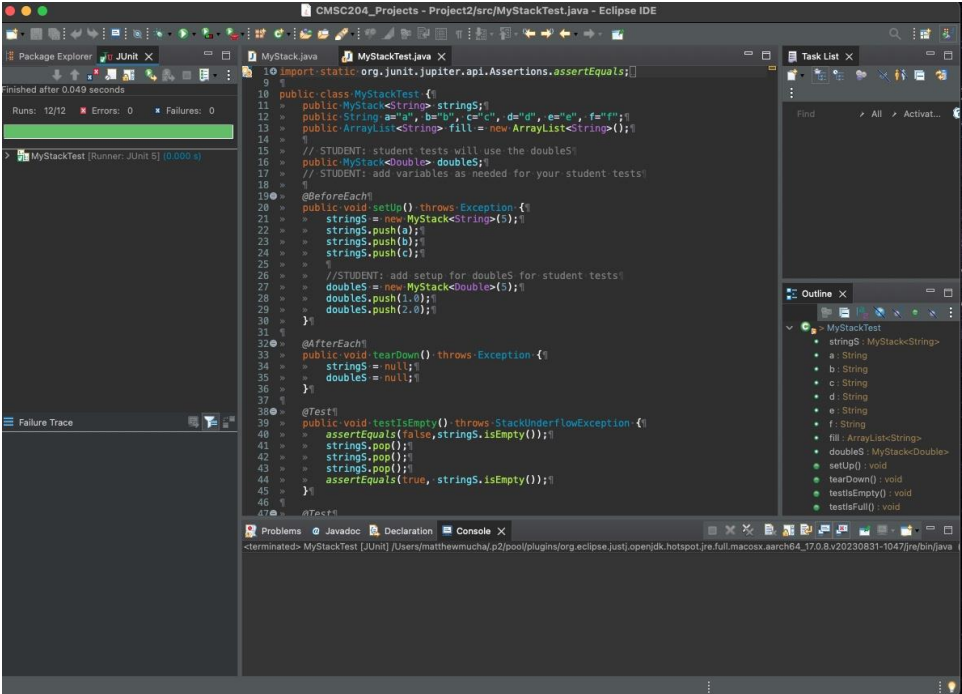 CMSC204_Projects - Project2/src/MyStackTest.java - Eclipse IDE
Package Explorer
JUnit
Finished after 0.049 seconds
Runs: 12/12
Errors: 0
Failures: 0
MyStackTest [Runner: JUnit 5] (0.000 s)
Failure Trace
MyStack.java
MyStackTest.java
1 import static org.junit.jupiter.api.Assertions.assertEquals;
9
10 public class MyStackTest {
11 public MyStack<String> stringS;
12 public String a="a", b="b", c="c", d="d", e="e", f="f";
13 public ArrayList<String> fill = new ArrayList<String>();
14
15 // STUDENT: student tests will use the doubleS
16 public MyStack<Double> doubleS;
17 // STUDENT: add variables as needed for your student tests
18
19 @BeforeEach
20 public void setUp() throws Exception {
21 stringS = new MyStack<String>(5);
22 stringS.push(a);
23 stringS.push(b);
24 stringS.push(c);
25
26 //STUDENT: add setup for doubleS for student tests
27 doubleS = new MyStack<Double>(5);
28 doubleS.push(1.0);
29 doubleS.push(2.0);
30 }
31
32 @AfterEach
33 public void tearDown() throws Exception {
34 stringS = null;
35 doubleS = null;
36 }
37
38 @Test
39 public void testIsEmpty() throws StackUnderflowException {
40 assertEquals(false,stringS.isEmpty());
41 stringS.pop();
42 stringS.pop();
43 stringS.pop();
44 assertEquals(true, stringS.isEmpty());
45 }
46
47 @Test
Task List
Find
All
Activat...
Outline
MyStackTest
stringS : MyStack<String>
a : String
b : String
c : String
d : String
e : String
f : String
fill : ArrayList<String>
doubleS : MyStack<Double>
setUp() : void
tearDown() : void
testIsEmpty() : void
testIsFull() : void
Problems
Javadoc
Declaration
Console
<terminated> MyStackTest [JUnit] /Users/matthewmucha/.p2/pool/plugins/org.eclipse.justj.openjdk.hotspot.jre.full.macosx.aarch64_17.0.8.v20230831-1047/jre/bin/java